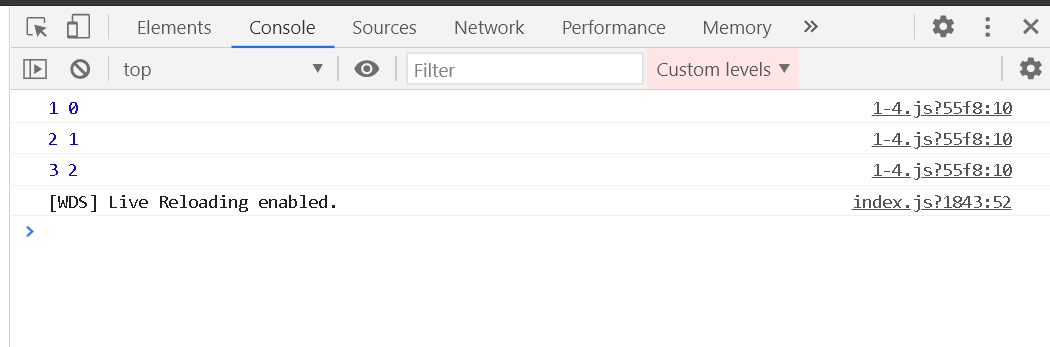 Elements Console Sources Network Performance Memory
top Filter Custom levels
1 0 1-4.js?55f8:10
2 1 1-4.js?55f8:10
3 2 1-4.js?55f8:10
[WDS] Live Reloading enabled. index.js?1843:52